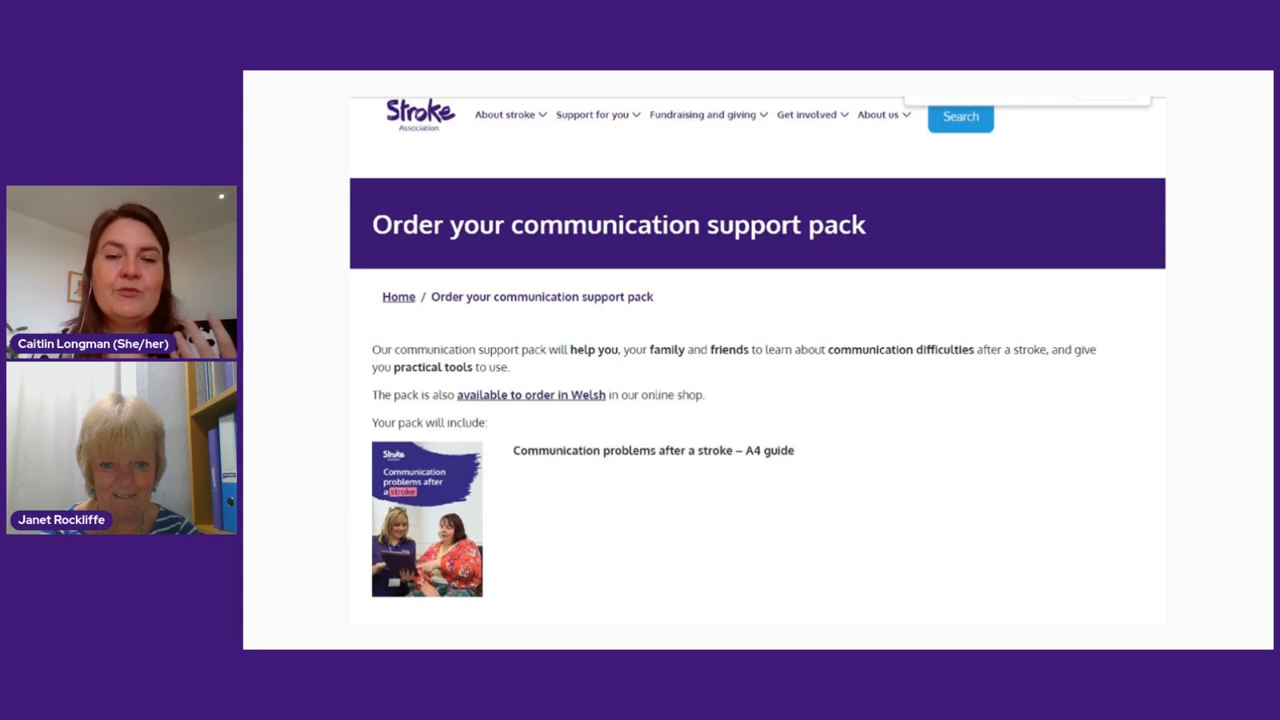 Stroke
Association
About stroke Support for you Fundraising and giving Get involved About us
Search
Order your communication support pack
Home / Order your communication support pack
Our communication support pack will help you, your family and friends to learn about communication difficulties after a stroke, and give
you practical tools to use.
The pack is also available to order in Welsh in our online shop.
Your pack will include:
Stroke
Communication
problems after
a stroke
Communication problems after a stroke – A4 guide
Caitlin Longman (She/her)
Janet Rockliffe